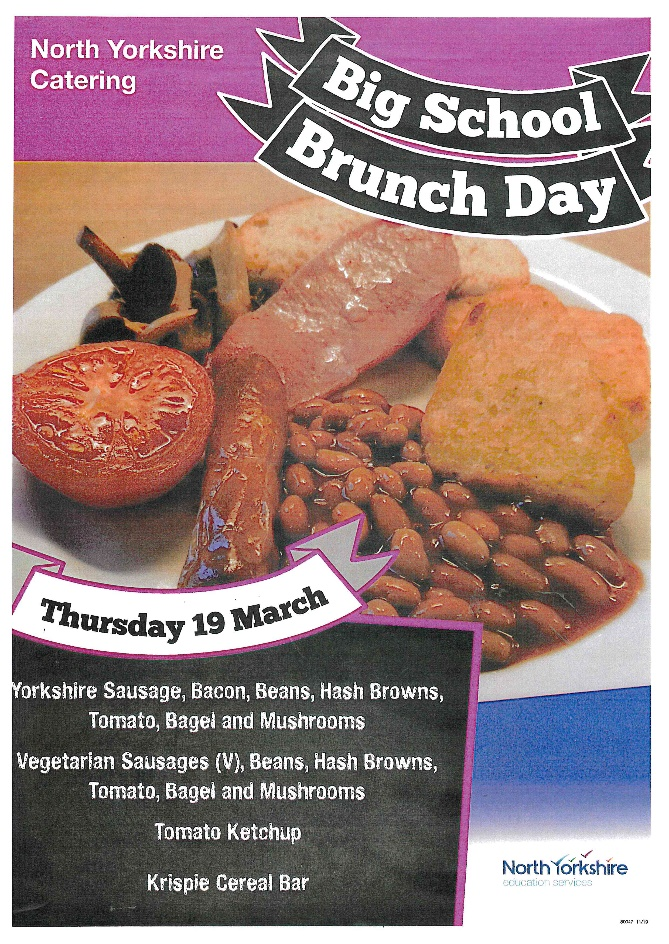 North Yorkshire
Catering
Big School
Brunch Day
Thursday 19 March
Yorkshire Sausage, Bacon, Beans, Hash Browns,
Tomato, Bagel and Mushrooms
Vegetarian Sausages (V), Beans, Hash Browns,
Tomato, Bagel and Mushrooms
Tomato Ketchup
Krispie Cereal Bar
North Yorkshire
education services